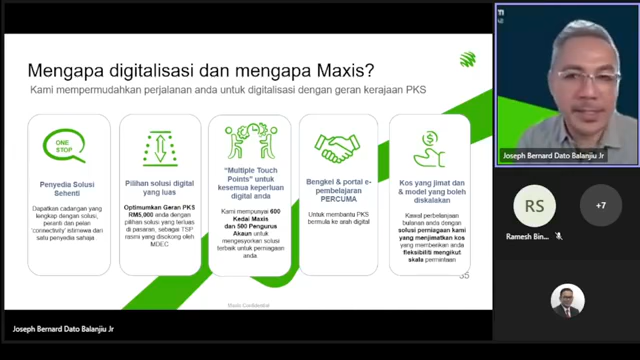 Mengapa digitalisasi dan mengapa Maxis?
Kami mempermudahkan perjalanan anda untuk digitalisasi dengan geran kerajaan PKS
ONE
STOP
Penyedia Solusi
Sehenti
Dapatkan cadangan yang
lengkap dengan solusi,
peranti dan pelan
'connectivity' istimewa dari
satu penyedia sahaja
Pilihan solusi digital
yang luas
Optimumkan Geran PKS
RM5,000 anda dengan
pilihan solusi yang terluas
di pasaran, sebagai TSP
rasmi yang disokong oleh
MDEC
"Multiple Touch
Points" untuk
kesemua keperluan
digital anda
Kami mempunyai 600
Kedai Maxis
dan 500 Pengurus
Akaun untuk
mengesyorkan solusi
terbaik untuk perniagaan
anda
Bengkel & portal e-
pembelajaran
PERCUMA
Untuk membantu PKS
bermula ke arah digital
$
Kos yang jimat dan
& model yang boleh
diskalakan
Kawal perbelanjaan
bulanan anda dengan
solusi perniagaan kami
yang menjimatkan kos
yang memberikan anda
fleksibiliti mengikut
skala permintaan
35
Maxis Confidential
Joseph Bernard Dato Balanjiu Jr
Joseph Bernard Dato Balanjiu Jr
RS
Ramesh Bin...
+7